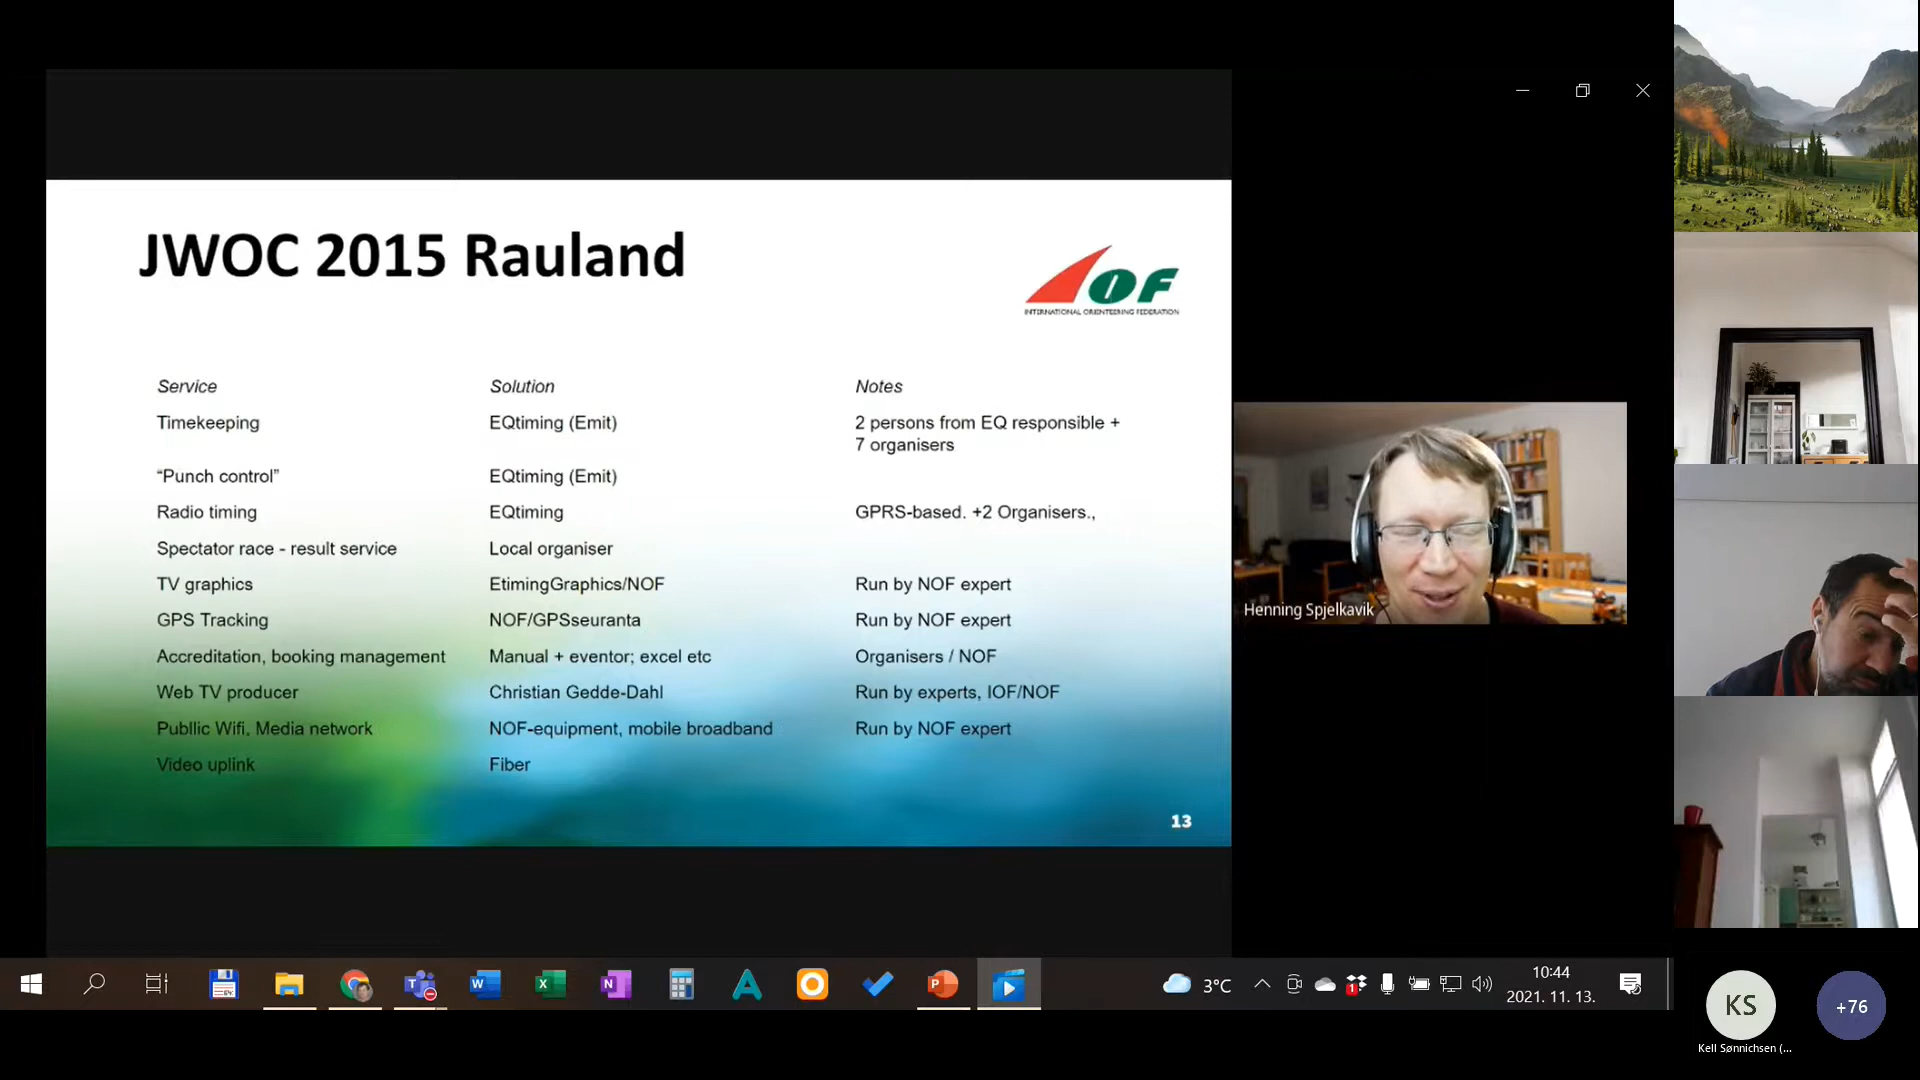 JWOC 2015 Rauland
IOF
INTERNATIONAL ORIENTEERING FEDERATION
Service Solution Notes
Timekeeping EQtiming (Emit) 2 persons from EQ responsible +
7 organisers
“Punch control” EQtiming (Emit)
Radio timing EQtiming GPRS-based. +2 Organisers.,
Spectator race - result service Local organiser
TV graphics EtimingGraphics/NOF Run by NOF expert
GPS Tracking NOF/GPSseuranta Run by NOF expert
Accreditation, booking management Manual + eventor; excel etc Organisers / NOF
Web TV producer Christian Gedde-Dahl Run by experts, IOF/NOF
Publlic Wifi, Media network NOF-equipment, mobile broadband Run by NOF expert
Video uplink Fiber
13
Henning Spjelkavik
3°C
10:44
2021. 11. 13.
KS
+76
Kell Sønnichsen (...